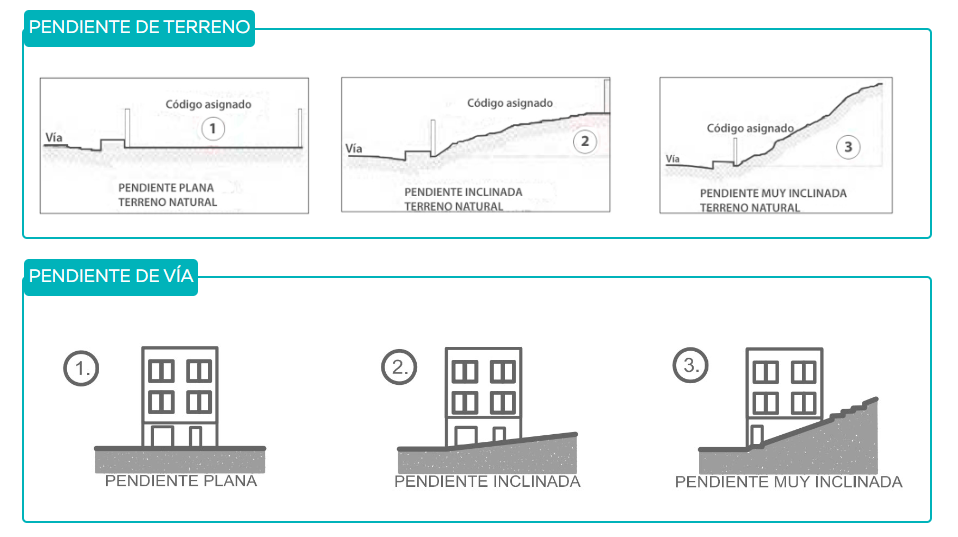 PENDIENTE DE TERRENO
Código asignado
1
Vía
PENDIENTE PLANA
TERRENO NATURAL
Código asignado
2
Vía
PENDIENTE INCLINADA
TERRENO NATURAL
Código asignado
3
Vía
PENDIENTE MUY INCLINADA
TERRENO NATURAL
PENDIENTE DE VÍA
1.
PENDIENTE PLANA
2.
PENDIENTE INCLINADA
3.
PENDIENTE MUY INCLINADA